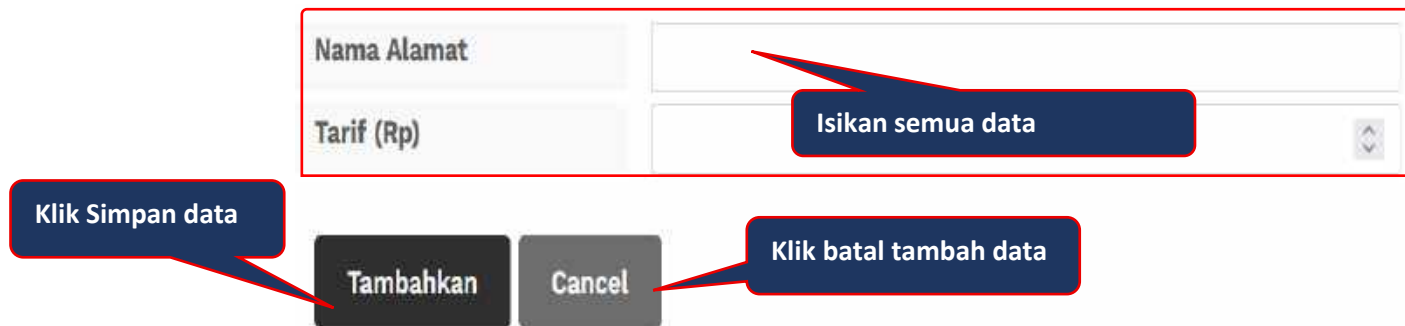 Nama Alamat
Isikan semua data
Tarif (Rp)
Klik Simpan data
Klik batal tambah data
Tambahkan
Cancel